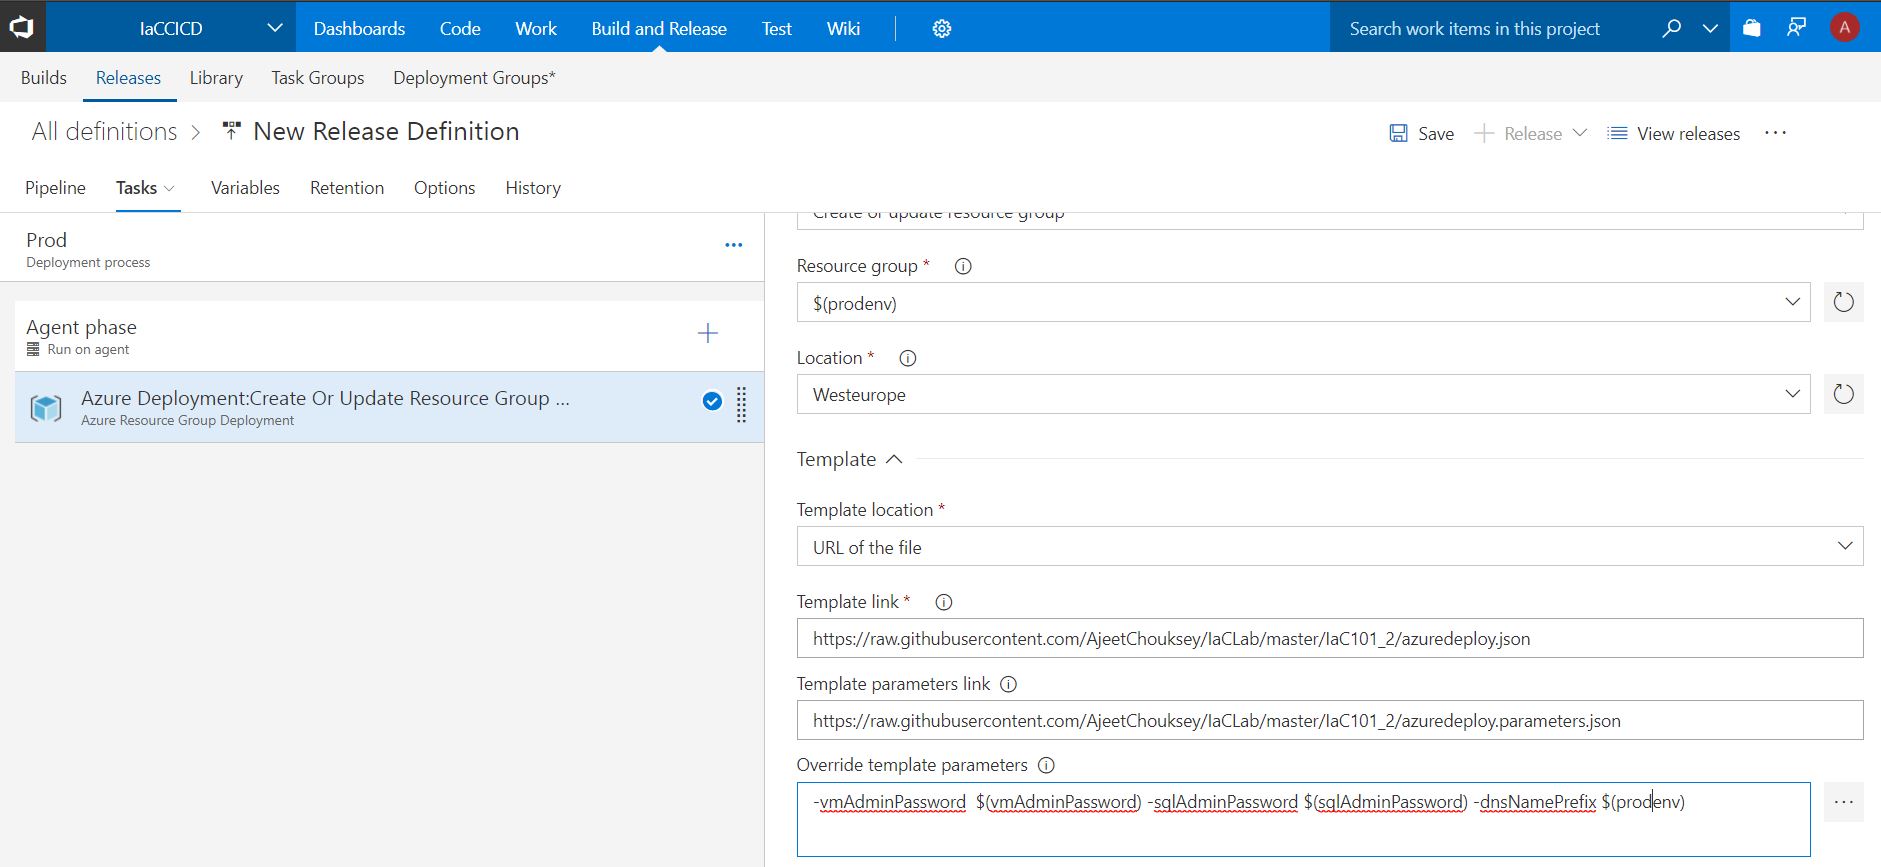 IaCCICD Dashboards Code Work Build and Release Test Wiki Search work items in this project A
Builds Releases Library Task Groups Deployment Groups*
All definitions > New Release Definition Save + Release View releases ...
Pipeline Tasks Variables Retention Options History
Create or update resource group
Prod
Deployment process
...
Resource group *
$(prodenv)
Agent phase
Run on agent
+
Location *
Westeurope
Azure Deployment:Create Or Update Resource Group ...
Azure Resource Group Deployment
Template
Template location *
URL of the file
Template link *
https://raw.githubusercontent.com/AjeetChouksey/IaCLab/master/IaC101_2/azuredeploy.json
Template parameters link
https://raw.githubusercontent.com/AjeetChouksey/IaCLab/master/IaC101_2/azuredeploy.parameters.json
Override template parameters
-vmAdminPassword  $(vmAdminPassword) -sqlAdminPassword $(sqlAdminPassword) -dnsNamePrefix $(prodenv)
...